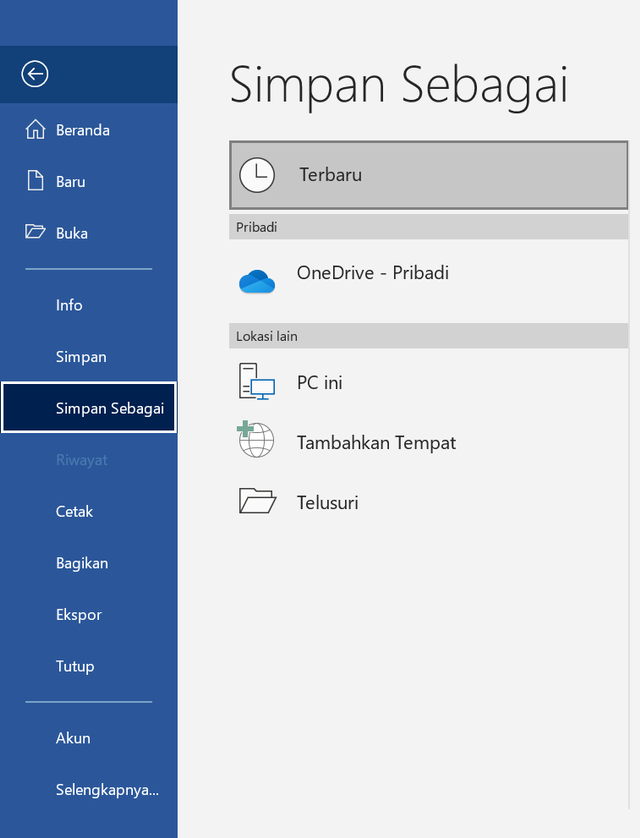 Beranda
Baru
Buka
Info
Simpan
Simpan Sebagai
Riwayat
Cetak
Bagikan
Ekspor
Tutup
Akun
Selengkapnya...
Simpan Sebagai
Terbaru
Pribadi
OneDrive - Pribadi
Lokasi lain
PC ini
Tambahkan Tempat
Telusuri